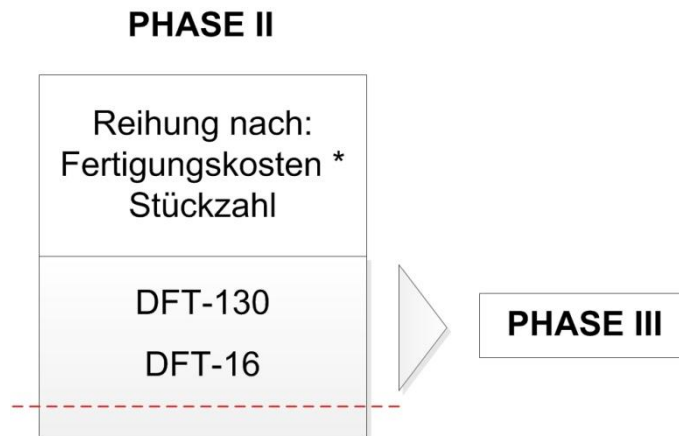 PHASE II
Reihung nach:
Fertigungskosten *
Stückzahl
DFT-130
DFT-16
PHASE III